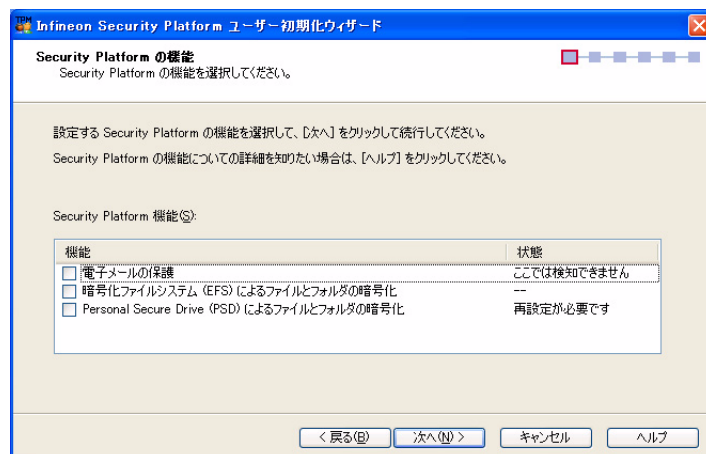 TPM Infineon Security Platform ユーザー初期化ウィザード
Security Platform の機能
Security Platform の機能を選択してください。
設定する Security Platform の機能を選択して、[次へ] をクリックして続行してください。
Security Platform の機能についての詳細を知りたい場合は、[ヘルプ] をクリックしてください。
Security Platform 機能(S):
機能 状態
電子メールの保護 ここでは検知できません
暗号化ファイルシステム (EFS) によるファイルとフォルダの暗号化 --
Personal Secure Drive (PSD) によるファイルとフォルダの暗号化 再設定が必要です
< 戻る(B) 次へ(N) > キャンセル ヘルプ